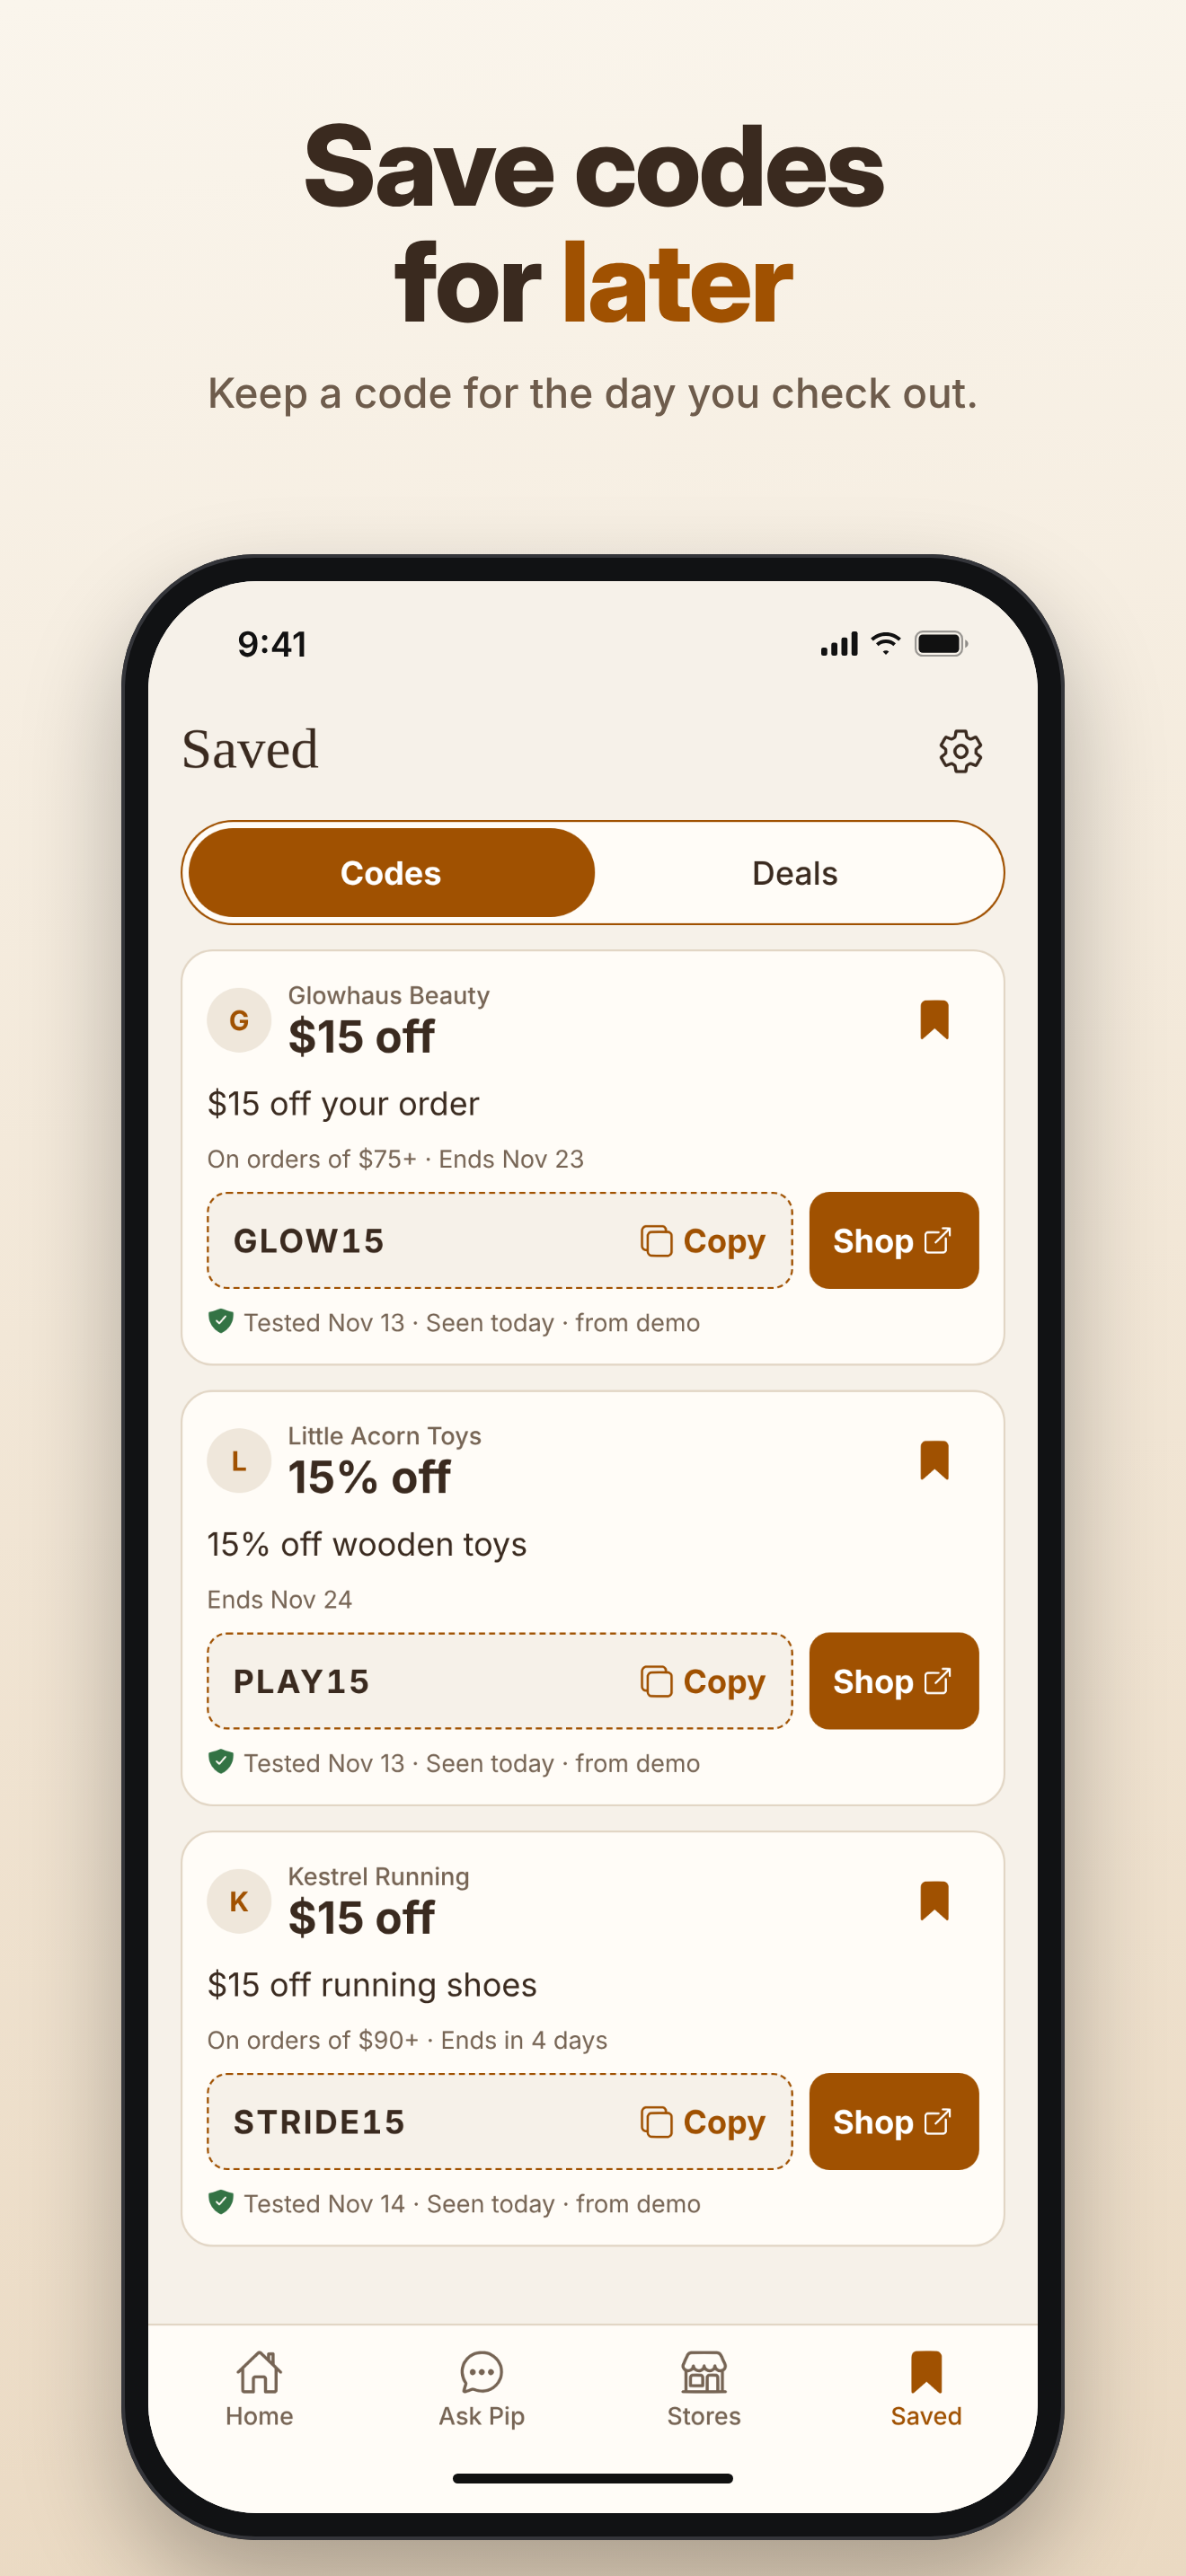 Save codes
for later
Keep a code for the day you check out.
9:41
Saved
Codes
Deals
G
Glowhaus Beauty
$15 off
$15 off your order
On orders of $75+ · Ends Nov 23
GLOW15
Copy
Shop
Tested Nov 13 · Seen today · from demo
L
Little Acorn Toys
15% off
15% off wooden toys
Ends Nov 24
PLAY15
Copy
Shop
Tested Nov 13 · Seen today · from demo
K
Kestrel Running
$15 off
$15 off running shoes
On orders of $90+ · Ends in 4 days
STRIDE15
Copy
Shop
Tested Nov 14 · Seen today · from demo
Home
Ask Pip
Stores
Saved